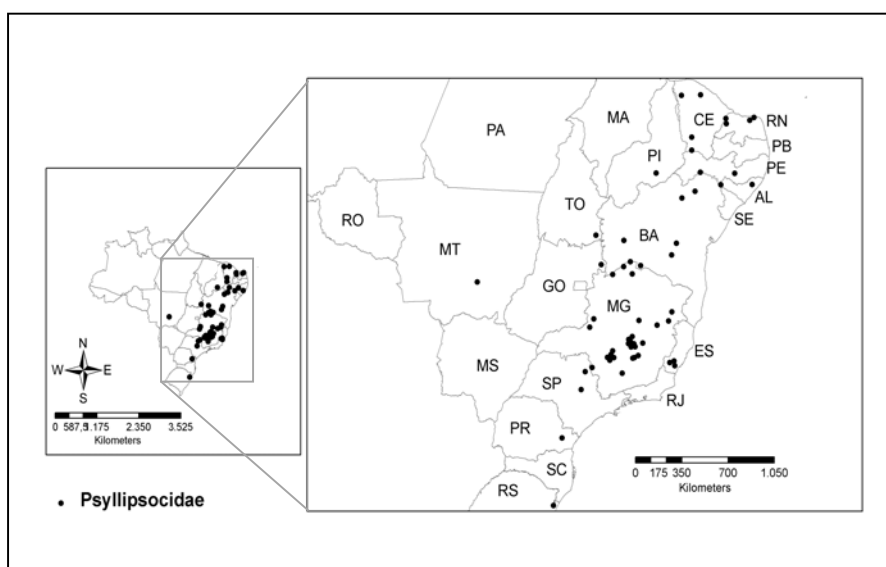 PA
MA
CE
RN
PB
PI
PE
AL
TO
SE
RO
BA
MT
GO
MG
MS
ES
SP
RJ
PR
SC
RS
N
W E
S
0 587,5 1.175 2.350 3.525
Kilometers
0 175 350 700 1.050
Kilometers
Psyllipsocidae